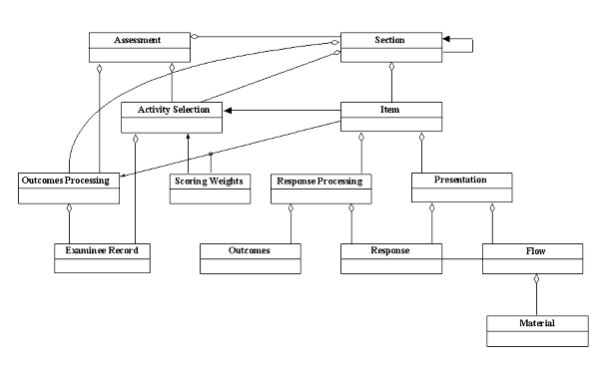 Assessment
Section
Activity Selection
Item
Outcomes Processing
Scoring Weights
Response Processing
Presentation
Examinee Record
Outcomes
Response
Flow
Material